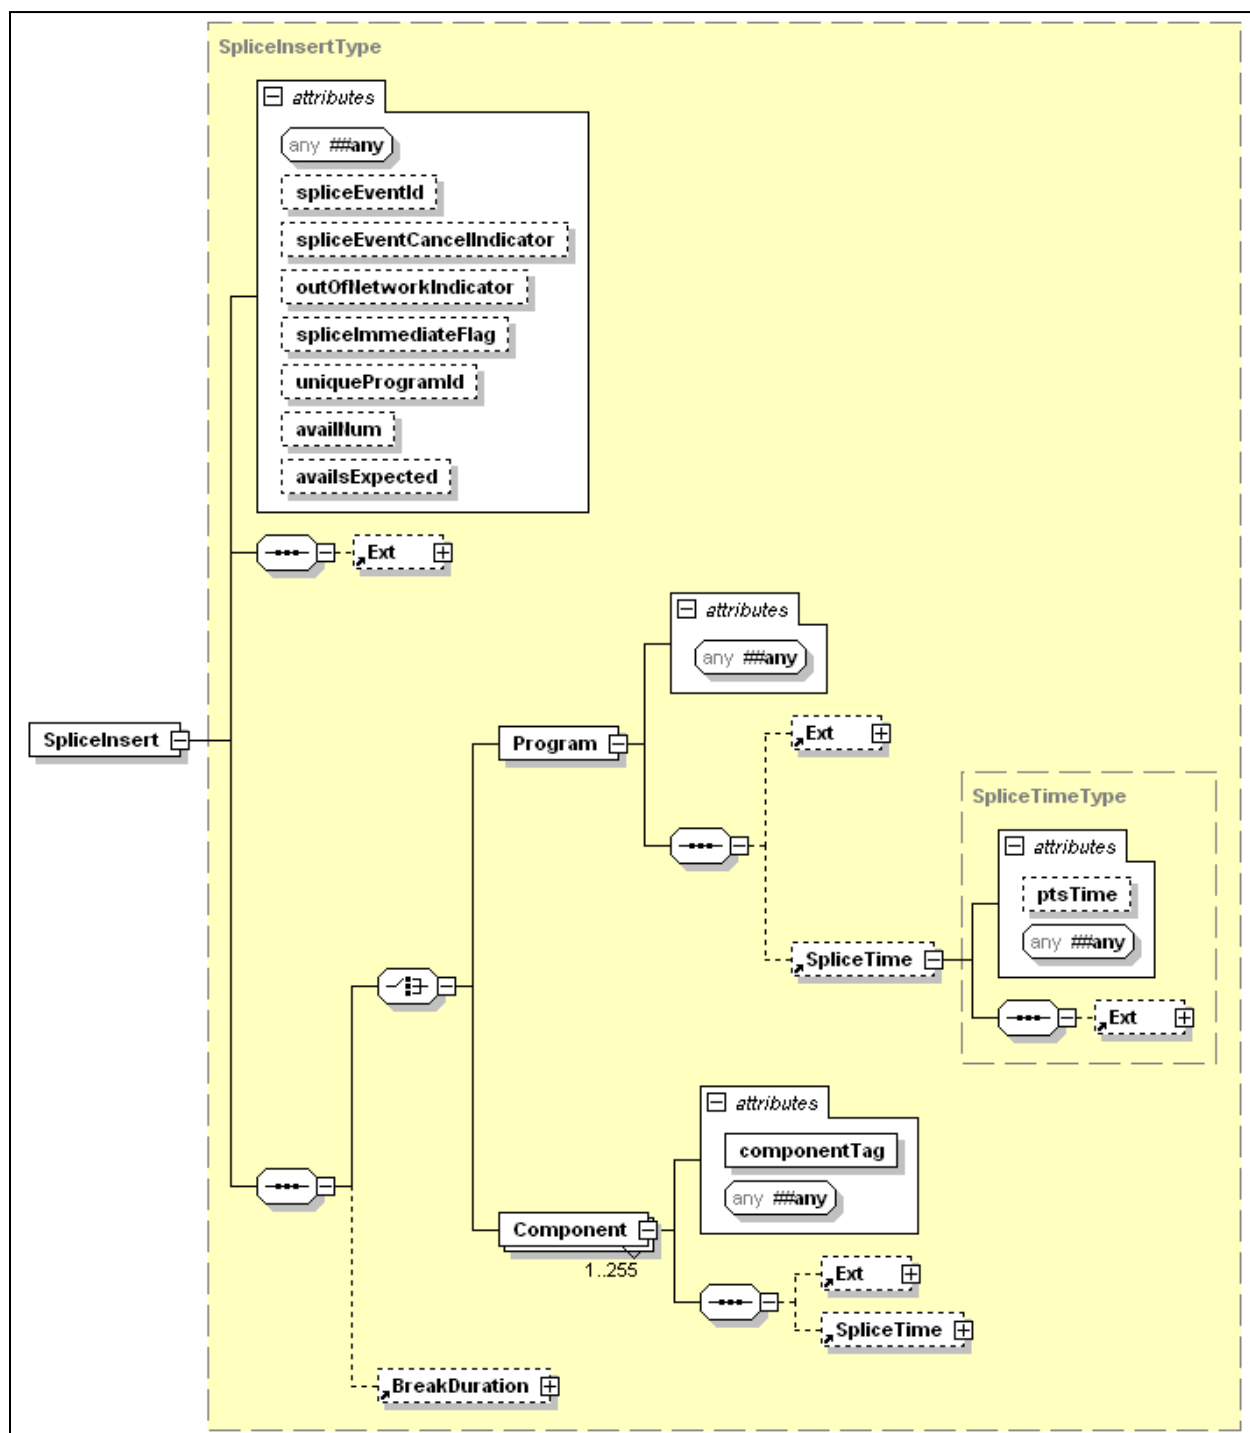 SpliceInsertType
attributes
any ##any
spliceEventId
spliceEventCancelIndicator
outOfNetworkIndicator
spliceImmediateFlag
uniqueProgramId
availNum
availsExpected
Ext
attributes
any ##any
SpliceInsert
Program
Ext
SpliceTimeType
attributes
ptsTime
any ##any
SpliceTime
Ext
attributes
componentTag
any ##any
Component
1..255
Ext
SpliceTime
BreakDuration